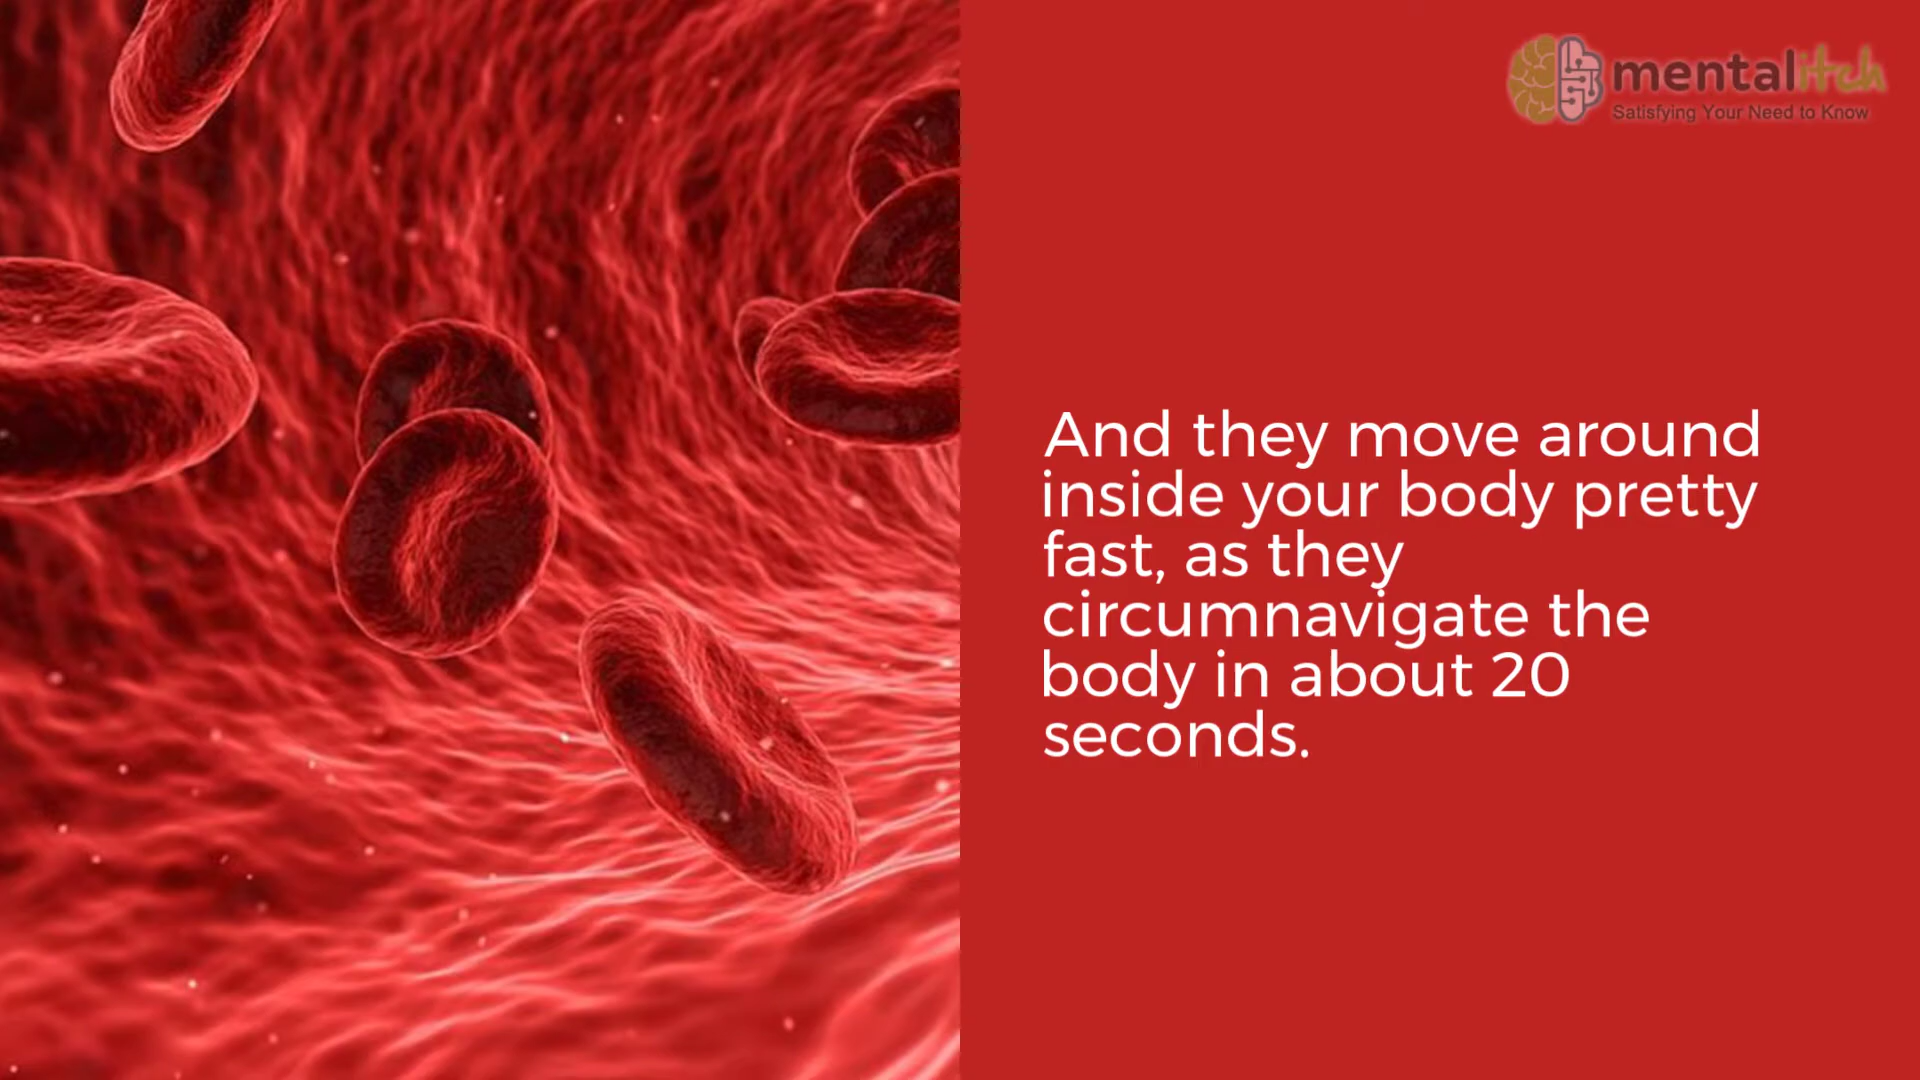 mentalitch
Satisfying Your Need to Know
And they move around
inside your body pretty
fast, as they
circumnavigate the
body in about 20
seconds.